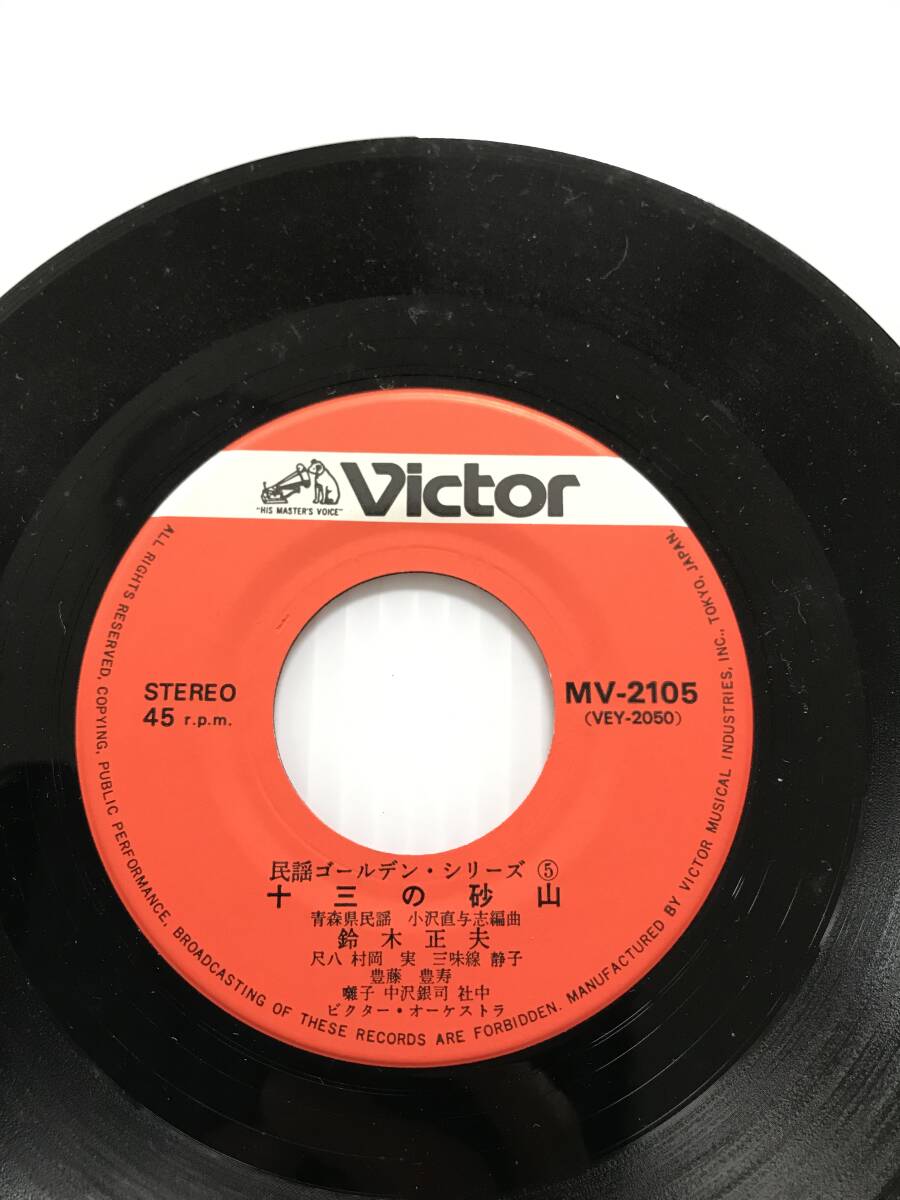 "HIS MASTER'S VOICE"
Victor
STEREO
45 r.p.m.
MV-2105
(VEY-2050)
民謡ゴールデン・シリーズ ⑤
十三の砂山
青森県民謡 小沢直与志編曲
鈴木正夫
尺八 村岡 実 三味線 静子
豊藤 豊寿
囃子 中沢銀司 社中
ビクター・オーケストラ
ALL RIGHTS RESERVED, COPYING, PUBLIC PERFORMANCE, BROADCASTING OF THESE RECORDS ARE FORBIDDEN. MANUFACTURED BY VICTOR MUSICAL INDUSTRIES, INC., TOKYO, JAPAN.